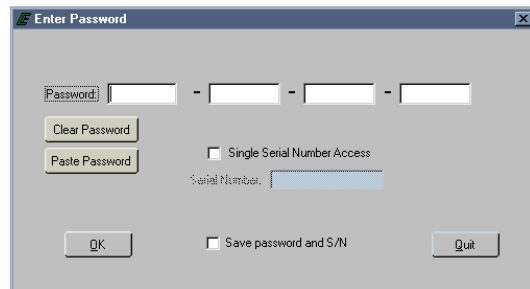 Enter Password
Password: - - -
Clear Password
Paste Password
Single Serial Number Access
Serial Number:
OK
Save password and S/N
Quit